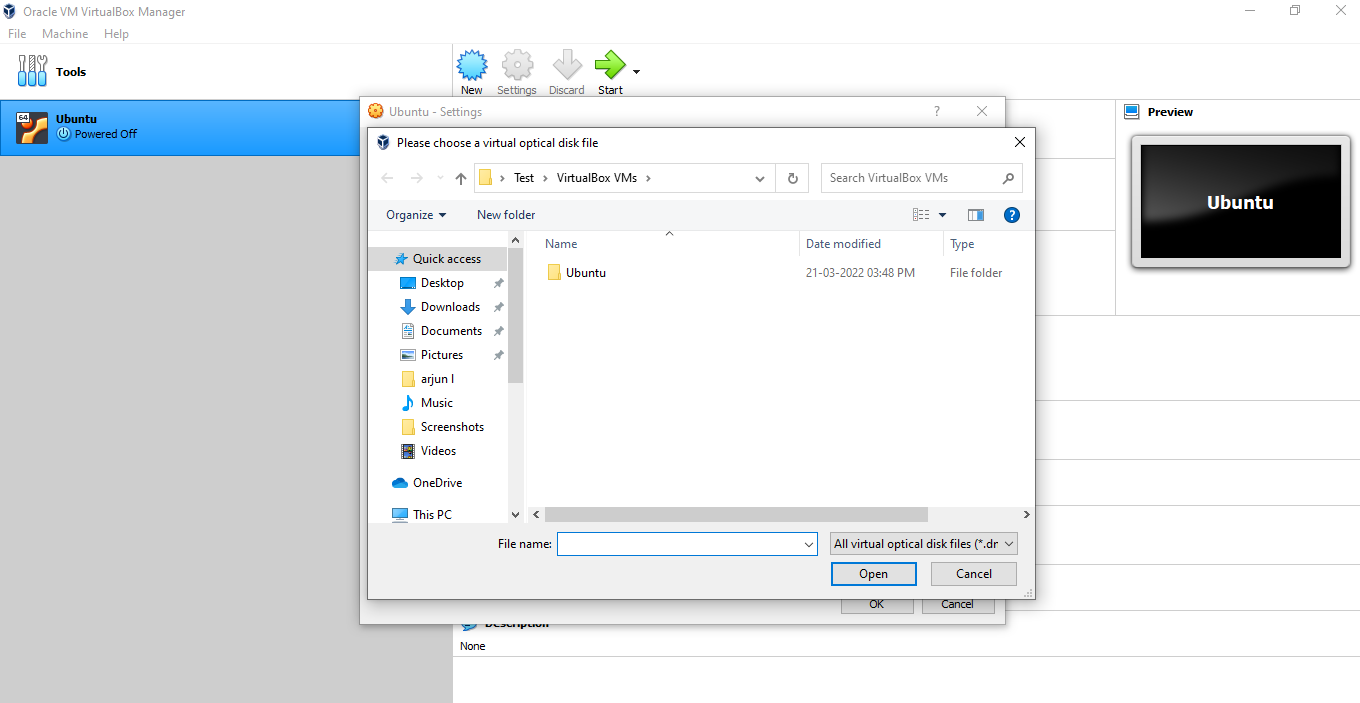 Oracle VM VirtualBox Manager
File Machine Help
Tools
New Settings Discard Start
64
Ubuntu
Powered Off
Ubuntu - Settings
?
Please choose a virtual optical disk file
Test
VirtualBox VMs
Search VirtualBox VMs
Organize
New folder
?
Quick access
Desktop
Downloads
Documents
Pictures
arjun l
Music
Screenshots
Videos
OneDrive
This PC
Name Date modified Type
Ubuntu 21-03-2022 03:48 PM File folder
File name:
All virtual optical disk files (*.dr
Open Cancel
OK Cancel
Preview
Ubuntu
Description
None